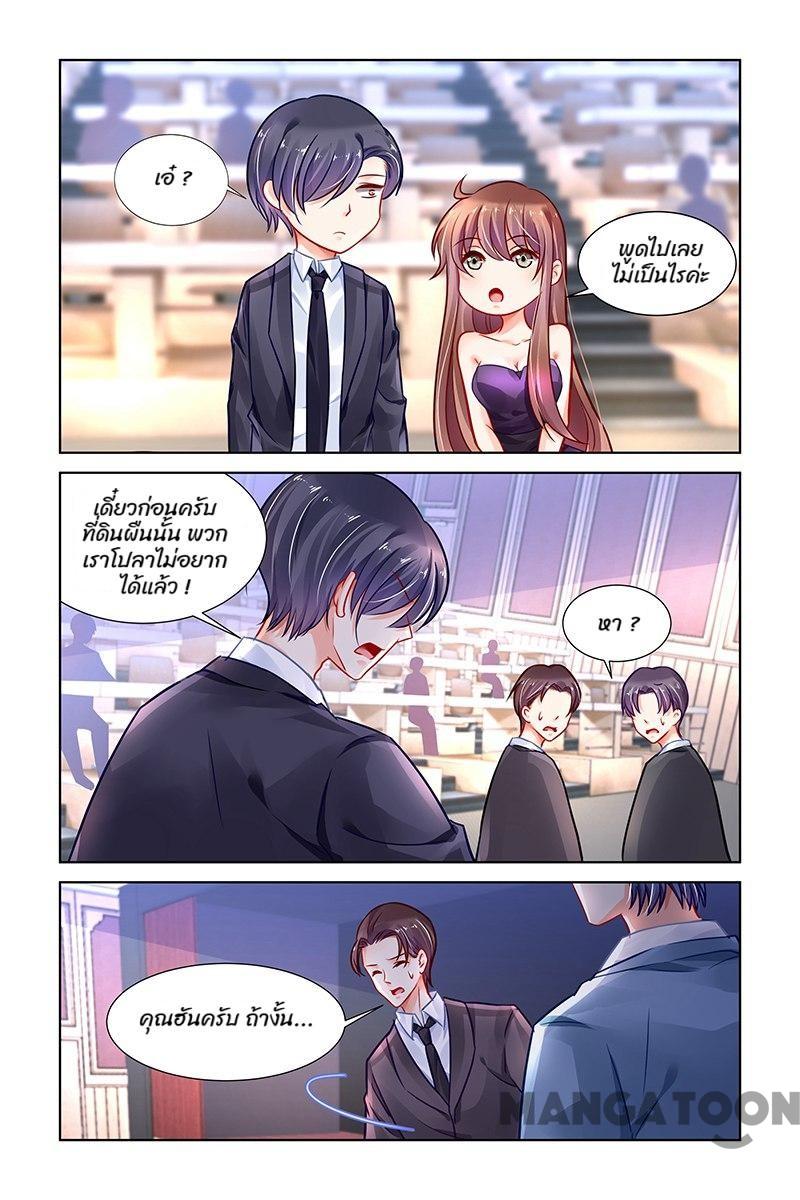 เอ๋ ?
พูดไปเลย
ไม่เป็นไรค่ะ
เดี๋ยวก่อนครับ
ที่ดินผืนนั้น พวก
เราโปลาไม่อยาก
ได้แล้ว !
หา ?
คุณฮันครับ ถ้างั้น...
MANGATOON